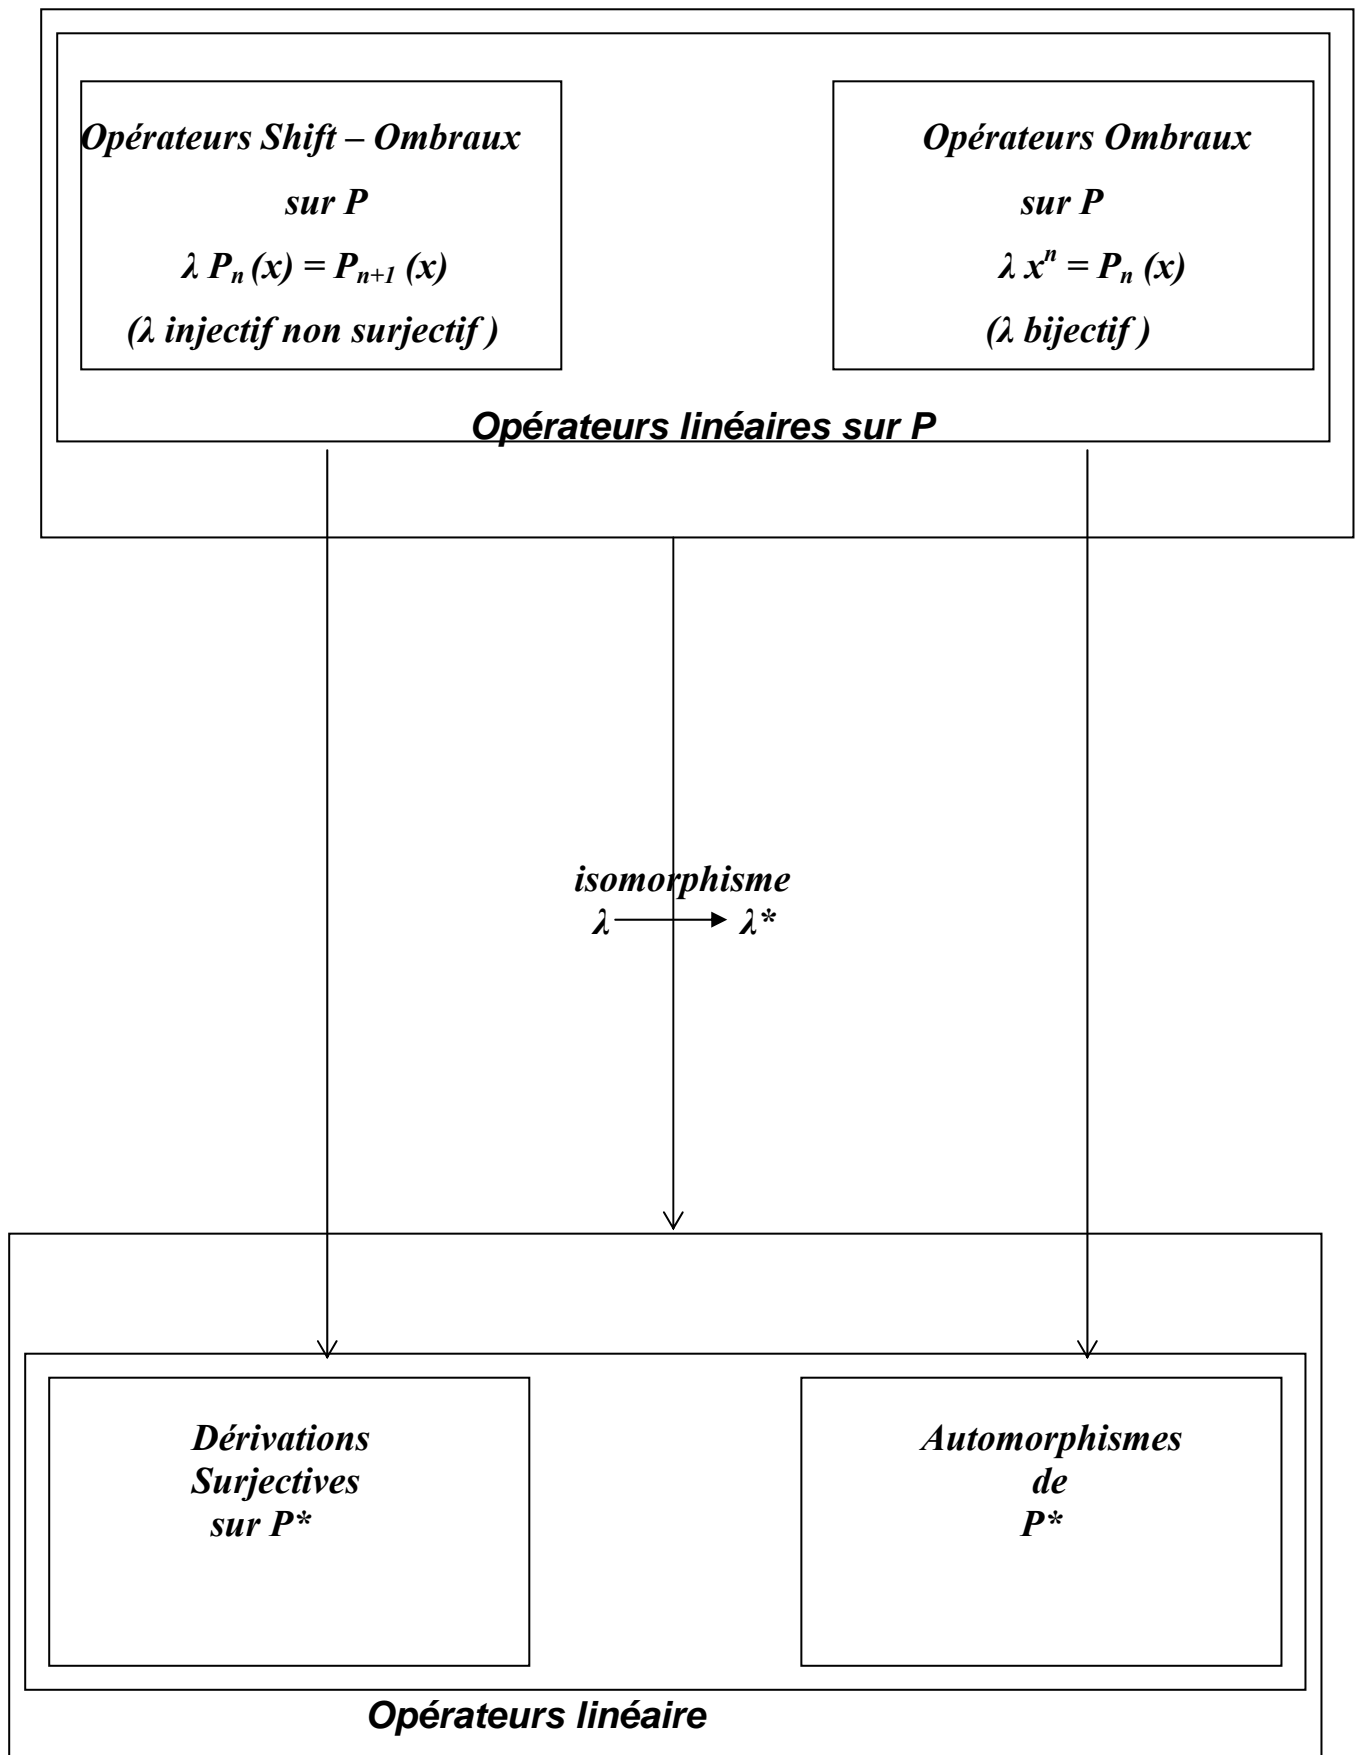 Opérateurs Shift – Ombraux
sur P
λ Pn (x) = Pn+1 (x)
(λ injectif non surjectif )
Opérateurs Ombraux
sur P
λ xⁿ = Pn (x)
(λ bijectif )
Opérateurs linéaires sur P
isomorphisme
λ → λ*
Dérivations
Surjectives
sur P*
Automorphismes
de
P*
Opérateurs linéaire